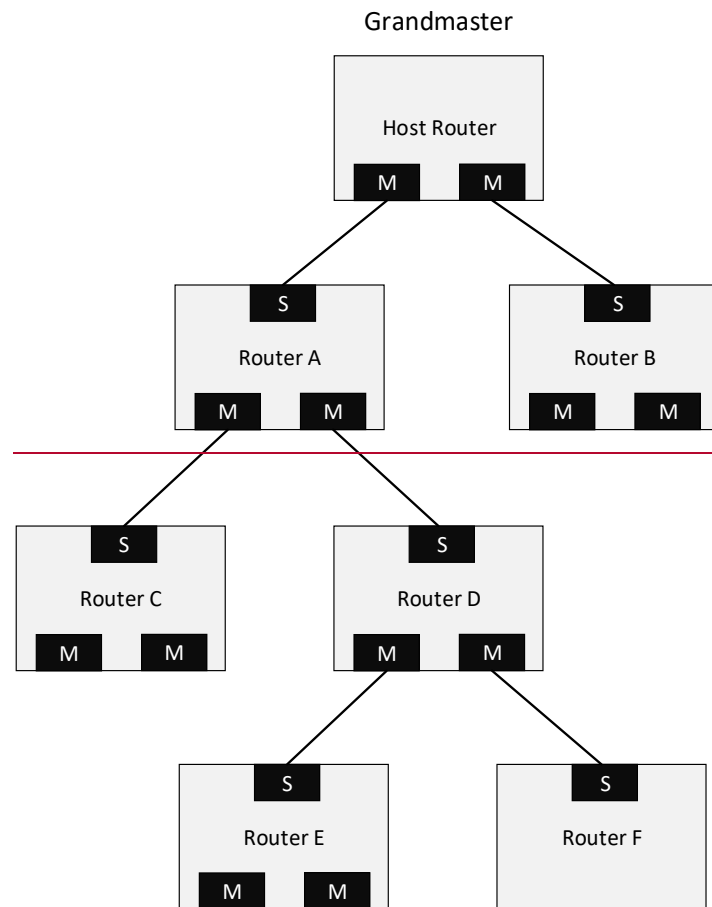 Grandmaster
Host Router
M M
S S
Router A Router B
M M M M
S S
Router C Router D
M M M M
S S
Router E Router F
M M